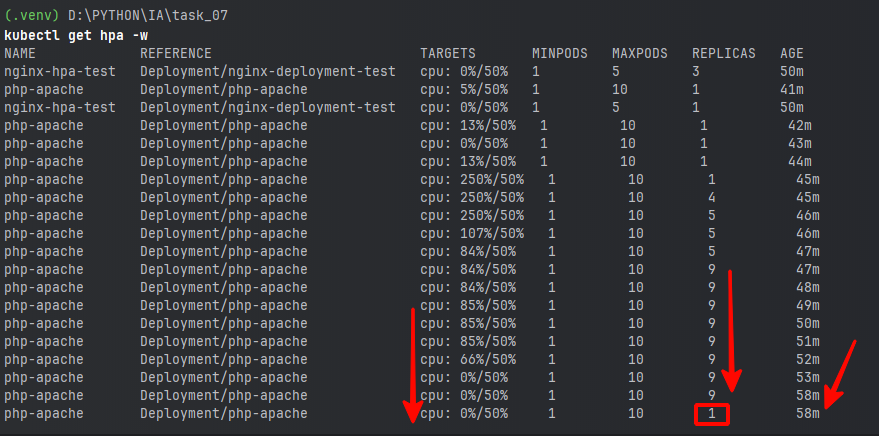 (.venv) D:\PYTHON\IA\task_07
kubectl get hpa -w
NAME REFERENCE TARGETS MINPODS MAXPODS REPLICAS AGE
nginx-hpa-test Deployment/nginx-deployment-test cpu: 0%/50% 1 5 3 50m
php-apache Deployment/php-apache cpu: 5%/50% 1 10 1 41m
nginx-hpa-test Deployment/nginx-deployment-test cpu: 0%/50% 1 5 1 50m
php-apache Deployment/php-apache cpu: 13%/50% 1 10 1 42m
php-apache Deployment/php-apache cpu: 0%/50% 1 10 1 43m
php-apache Deployment/php-apache cpu: 13%/50% 1 10 1 44m
php-apache Deployment/php-apache cpu: 250%/50% 1 10 1 45m
php-apache Deployment/php-apache cpu: 250%/50% 1 10 4 45m
php-apache Deployment/php-apache cpu: 250%/50% 1 10 5 46m
php-apache Deployment/php-apache cpu: 107%/50% 1 10 5 46m
php-apache Deployment/php-apache cpu: 84%/50% 1 10 5 47m
php-apache Deployment/php-apache cpu: 84%/50% 1 10 9 47m
php-apache Deployment/php-apache cpu: 84%/50% 1 10 9 48m
php-apache Deployment/php-apache cpu: 85%/50% 1 10 9 49m
php-apache Deployment/php-apache cpu: 85%/50% 1 10 9 50m
php-apache Deployment/php-apache cpu: 85%/50% 1 10 9 51m
php-apache Deployment/php-apache cpu: 66%/50% 1 10 9 52m
php-apache Deployment/php-apache cpu: 0%/50% 1 10 9 53m
php-apache Deployment/php-apache cpu: 0%/50% 1 10 9 58m
php-apache Deployment/php-apache cpu: 0%/50% 1 10 1 58m